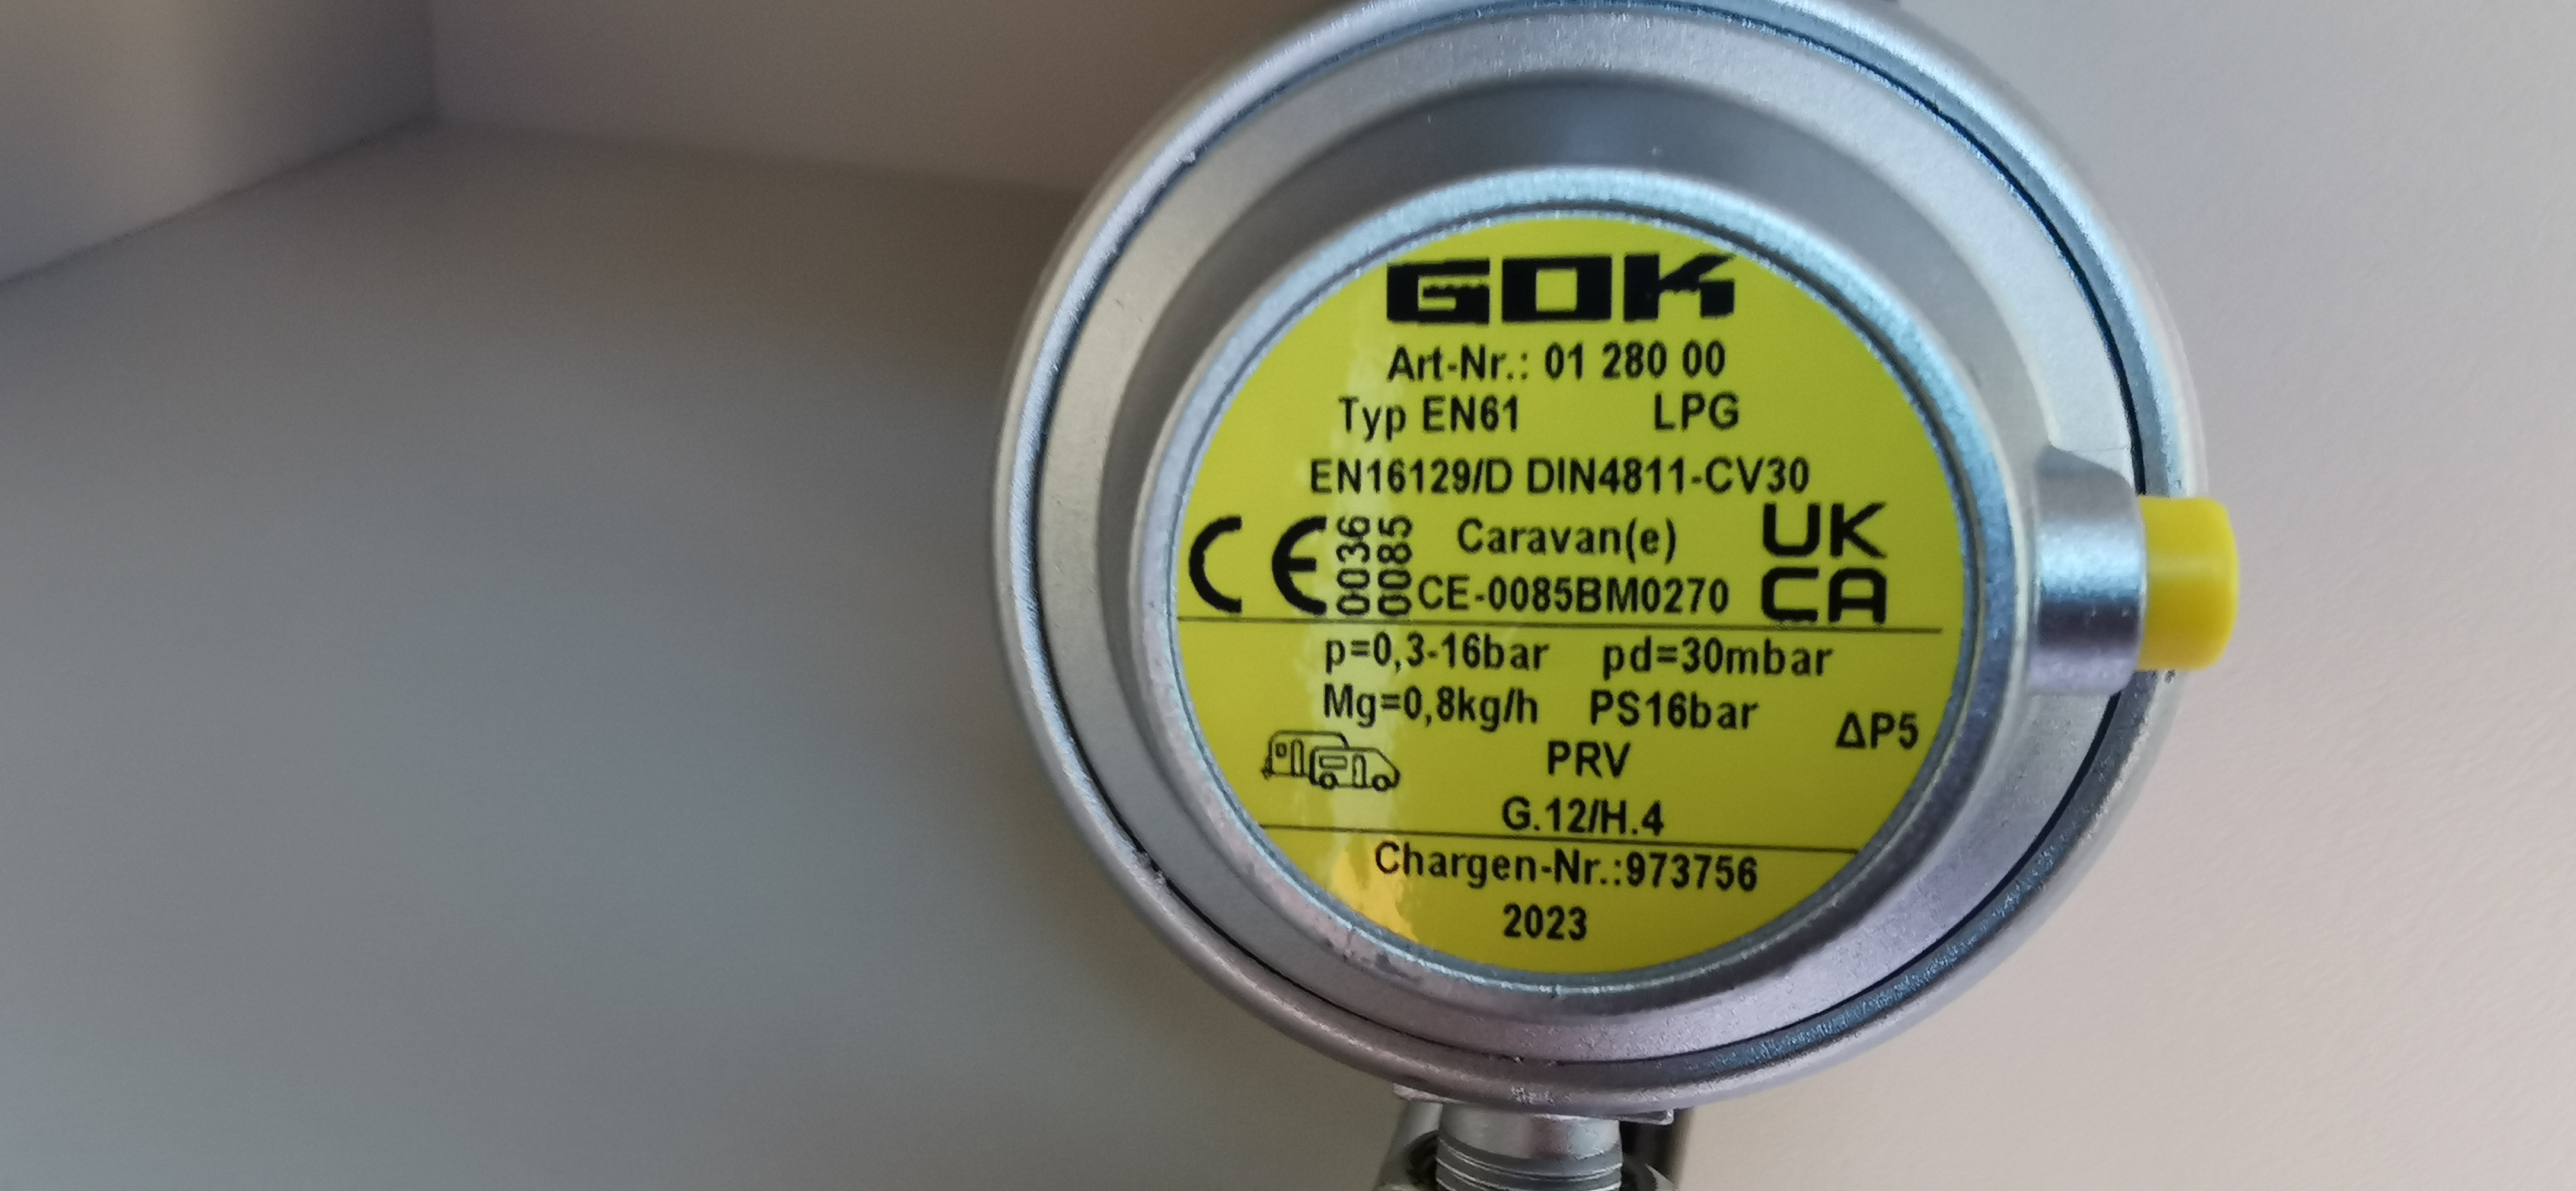 GOK
Art-Nr.: 01 280 00
Typ EN61 LPG
EN16129/D DIN4811-CV30
CE 0036 0085 Caravan(e) UK CA
CE-0085BM0270
p=0,3-16bar pd=30mbar
Mg=0,8kg/h PS16bar
PRV ΔP5
G.12/H.4
Chargen-Nr.:973756
2023